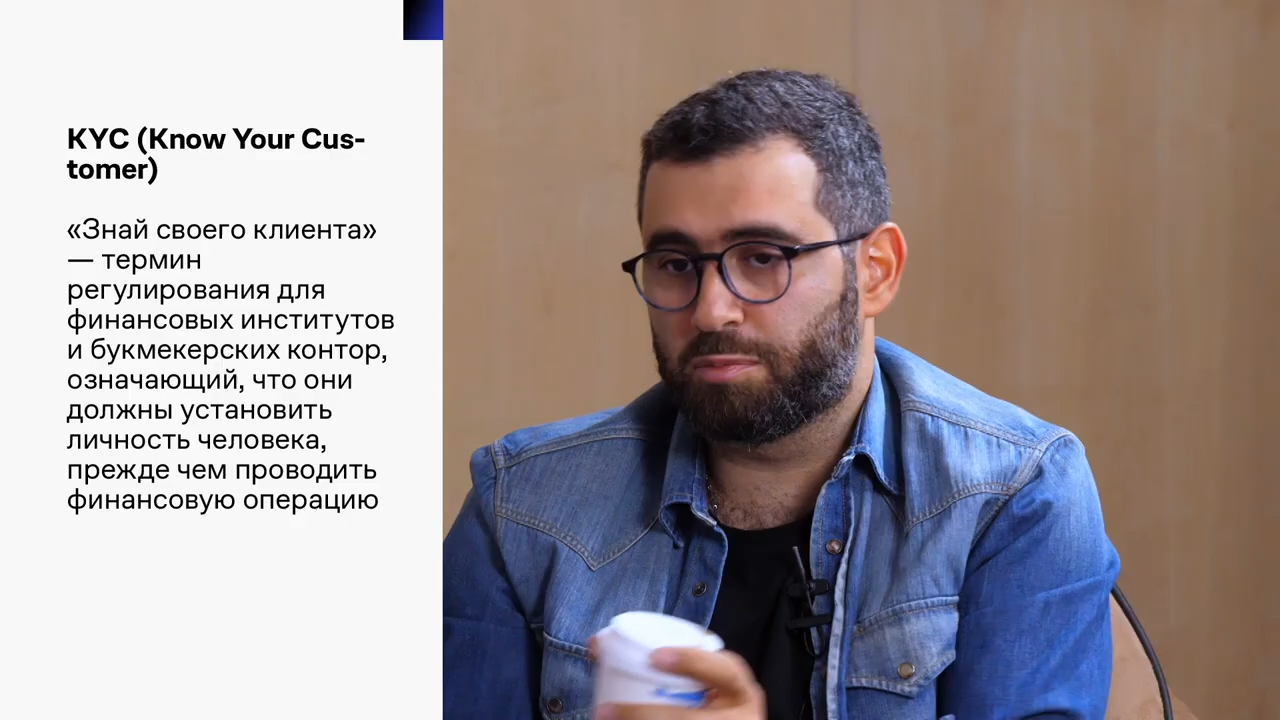 KYC (Know Your Cus-
tomer)
«Знай своего клиента»
— термин
регулирования для
финансовых институтов
и букмекерских контор,
означающий, что они
должны установить
личность человека,
прежде чем проводить
финансовую операцию